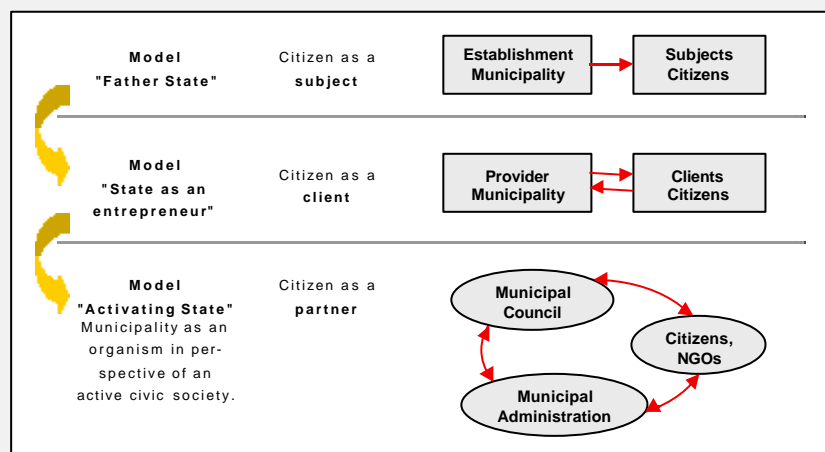 Model
"Father State"
Citizen as a
subject
Establishment
Municipality
Subjects
Citizens
Model
"State as an
entrepreneur"
Citizen as a
client
Provider
Municipality
Clients
Citizens
Model
"Activating State"
Municipality as an
organism in per-
spective of an
active civic society.
Citizen as a
partner
Municipal
Council
Citizens,
NGOs
Municipal
Administration